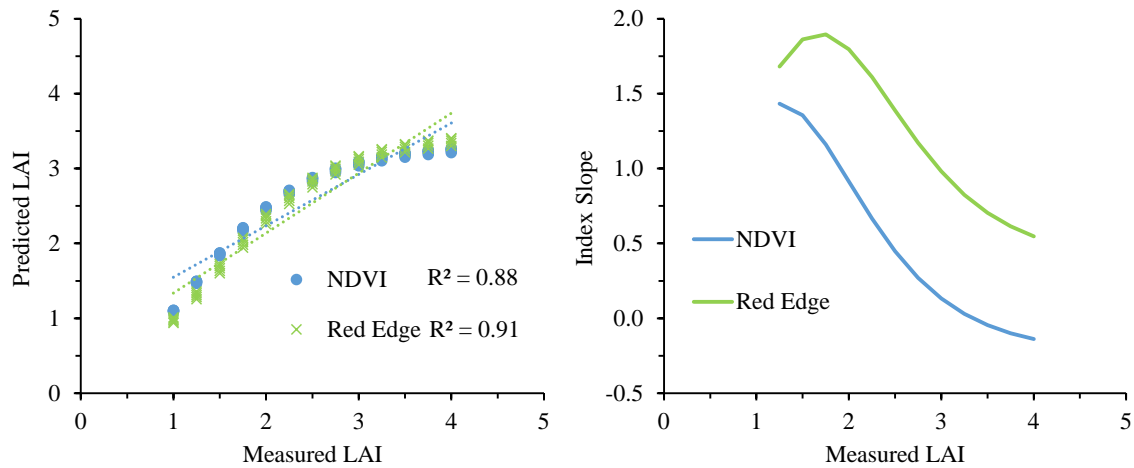 5
4
3
2
1
0
Predicted LAI
NDVI R² = 0.88
Red Edge R² = 0.91
0 1 2 3 4 5
Measured LAI
2.0
1.5
1.0
0.5
0.0
-0.5
Index Slope
NDVI
Red Edge
0 1 2 3 4 5
Measured LAI